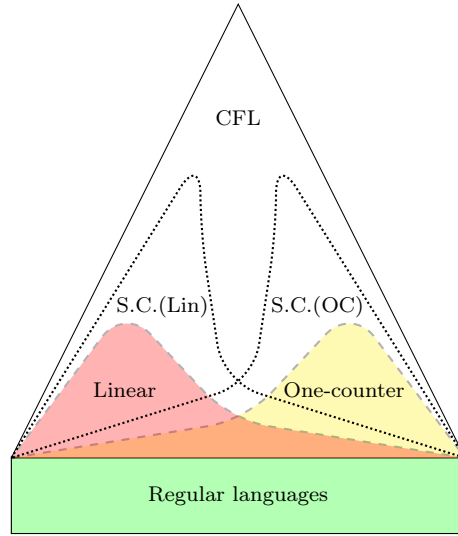 CFL
S.C.(Lin)
S.C.(OC)
Linear
One-counter
Regular languages